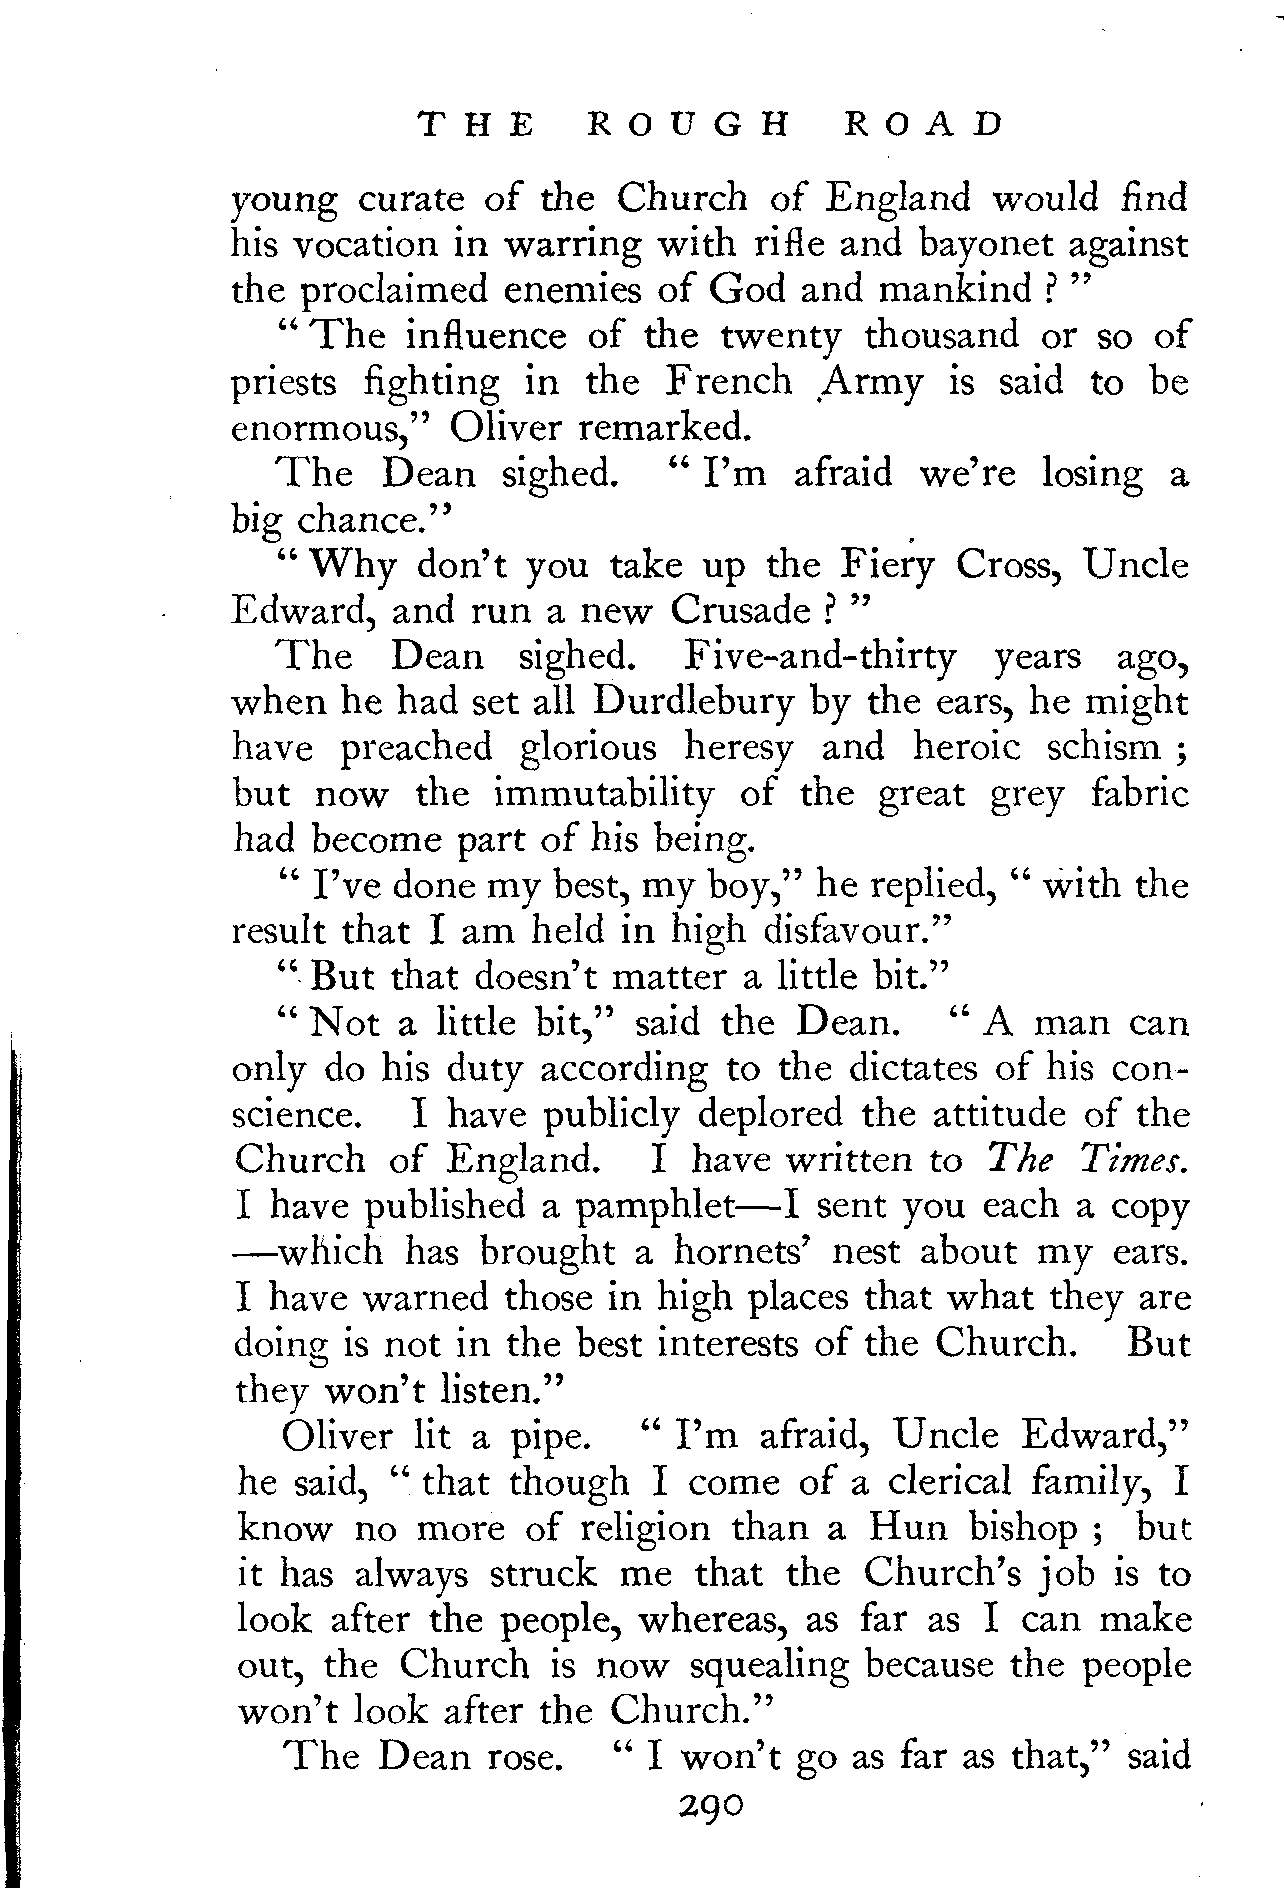 THE ROUGH ROAD
young curate of the Church of England would find
his vocation in warring with rifle and bayonet against
the proclaimed enemies of God and mankind ? ”
“ The influence of the twenty thousand or so of
priests fighting in the French Army is said to be
enormous,” Oliver remarked.
The Dean sighed. “ I’m afraid we’re losing a
big chance.”
“ Why don’t you take up the Fiery Cross, Uncle
Edward, and run a new Crusade ? ”
The Dean sighed. Five-and-thirty years ago,
when he had set all Durdlebury by the ears, he might
have preached glorious heresy and heroic schism ;
but now the immutability of the great grey fabric
had become part of his being.
“ I’ve done my best, my boy,” he replied, “ with the
result that I am held in high disfavour.”
“ But that doesn’t matter a little bit.”
“ Not a little bit,” said the Dean. “ A man can
only do his duty according to the dictates of his con-
science. I have publicly deplored the attitude of the
Church of England. I have written to The Times.
I have published a pamphlet—I sent you each a copy
—which has brought a hornets’ nest about my ears.
I have warned those in high places that what they are
doing is not in the best interests of the Church. But
they won’t listen.”
Oliver lit a pipe. “ I’m afraid, Uncle Edward,”
he said, “ that though I come of a clerical family, I
know no more of religion than a Hun bishop ; but
it has always struck me that the Church’s job is to
look after the people, whereas, as far as I can make
out, the Church is now squealing because the people
won’t look after the Church.”
The Dean rose. “ I won’t go as far as that,” said
290